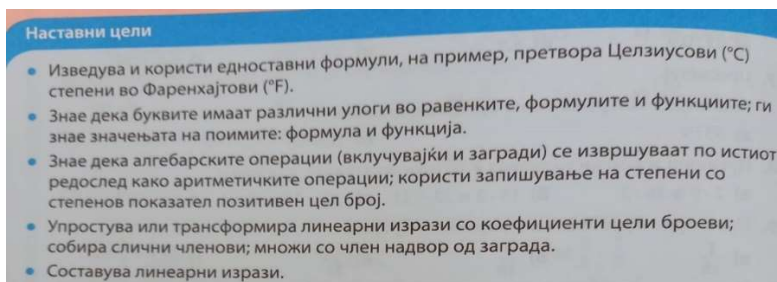 Наставни цели
• Изведува и користи едноставни формули, на пример, претвора Целзиусови (°C)
степени во Фаренхајтови (°F).
• Знае дека буквите имаат различни улоги во равенките, формулите и функциите; ги
знае значењата на поимите: формула и функција.
• Знае дека алгебарските операции (вклучувајќи и загради) се извршуваат по истиот
редослед како аритметичките операции; користи запишување на степени со
степенов показател позитивен цел број.
• Упростува или трансформира линеарни изрази со коефициенти цели броеви;
собира слични членови; множи со член надвор од заграда.
• Составува линеарни изрази.